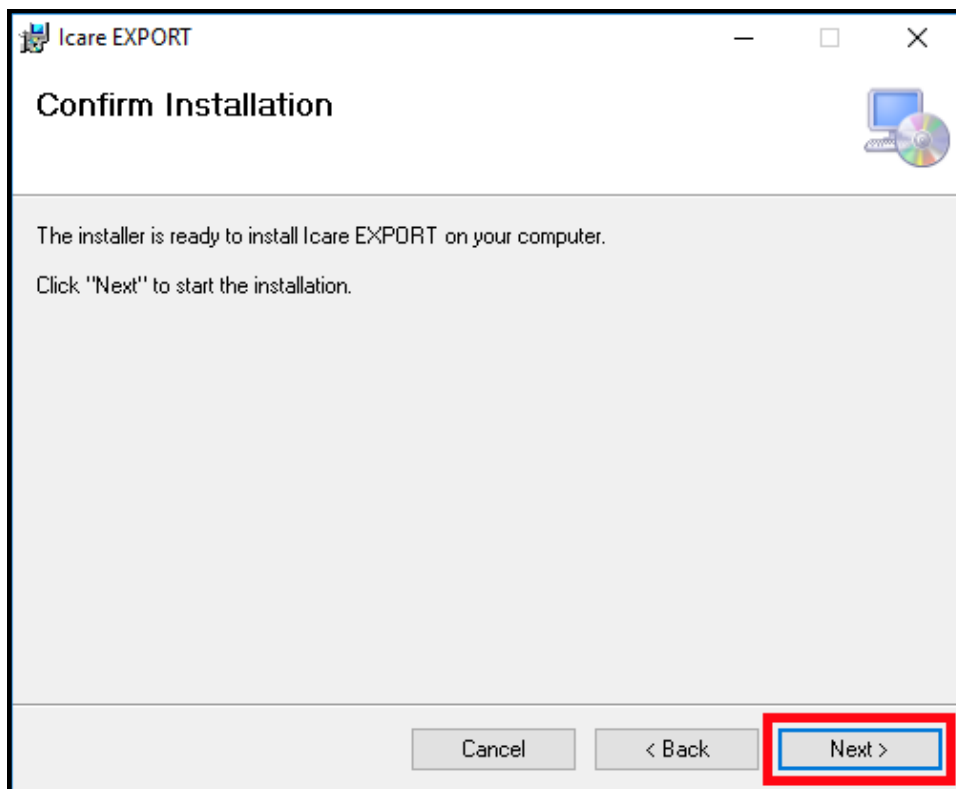 Icare EXPORT
Confirm Installation
The installer is ready to install Icare EXPORT on your computer.
Click "Next" to start the installation.
Cancel
< Back
Next >